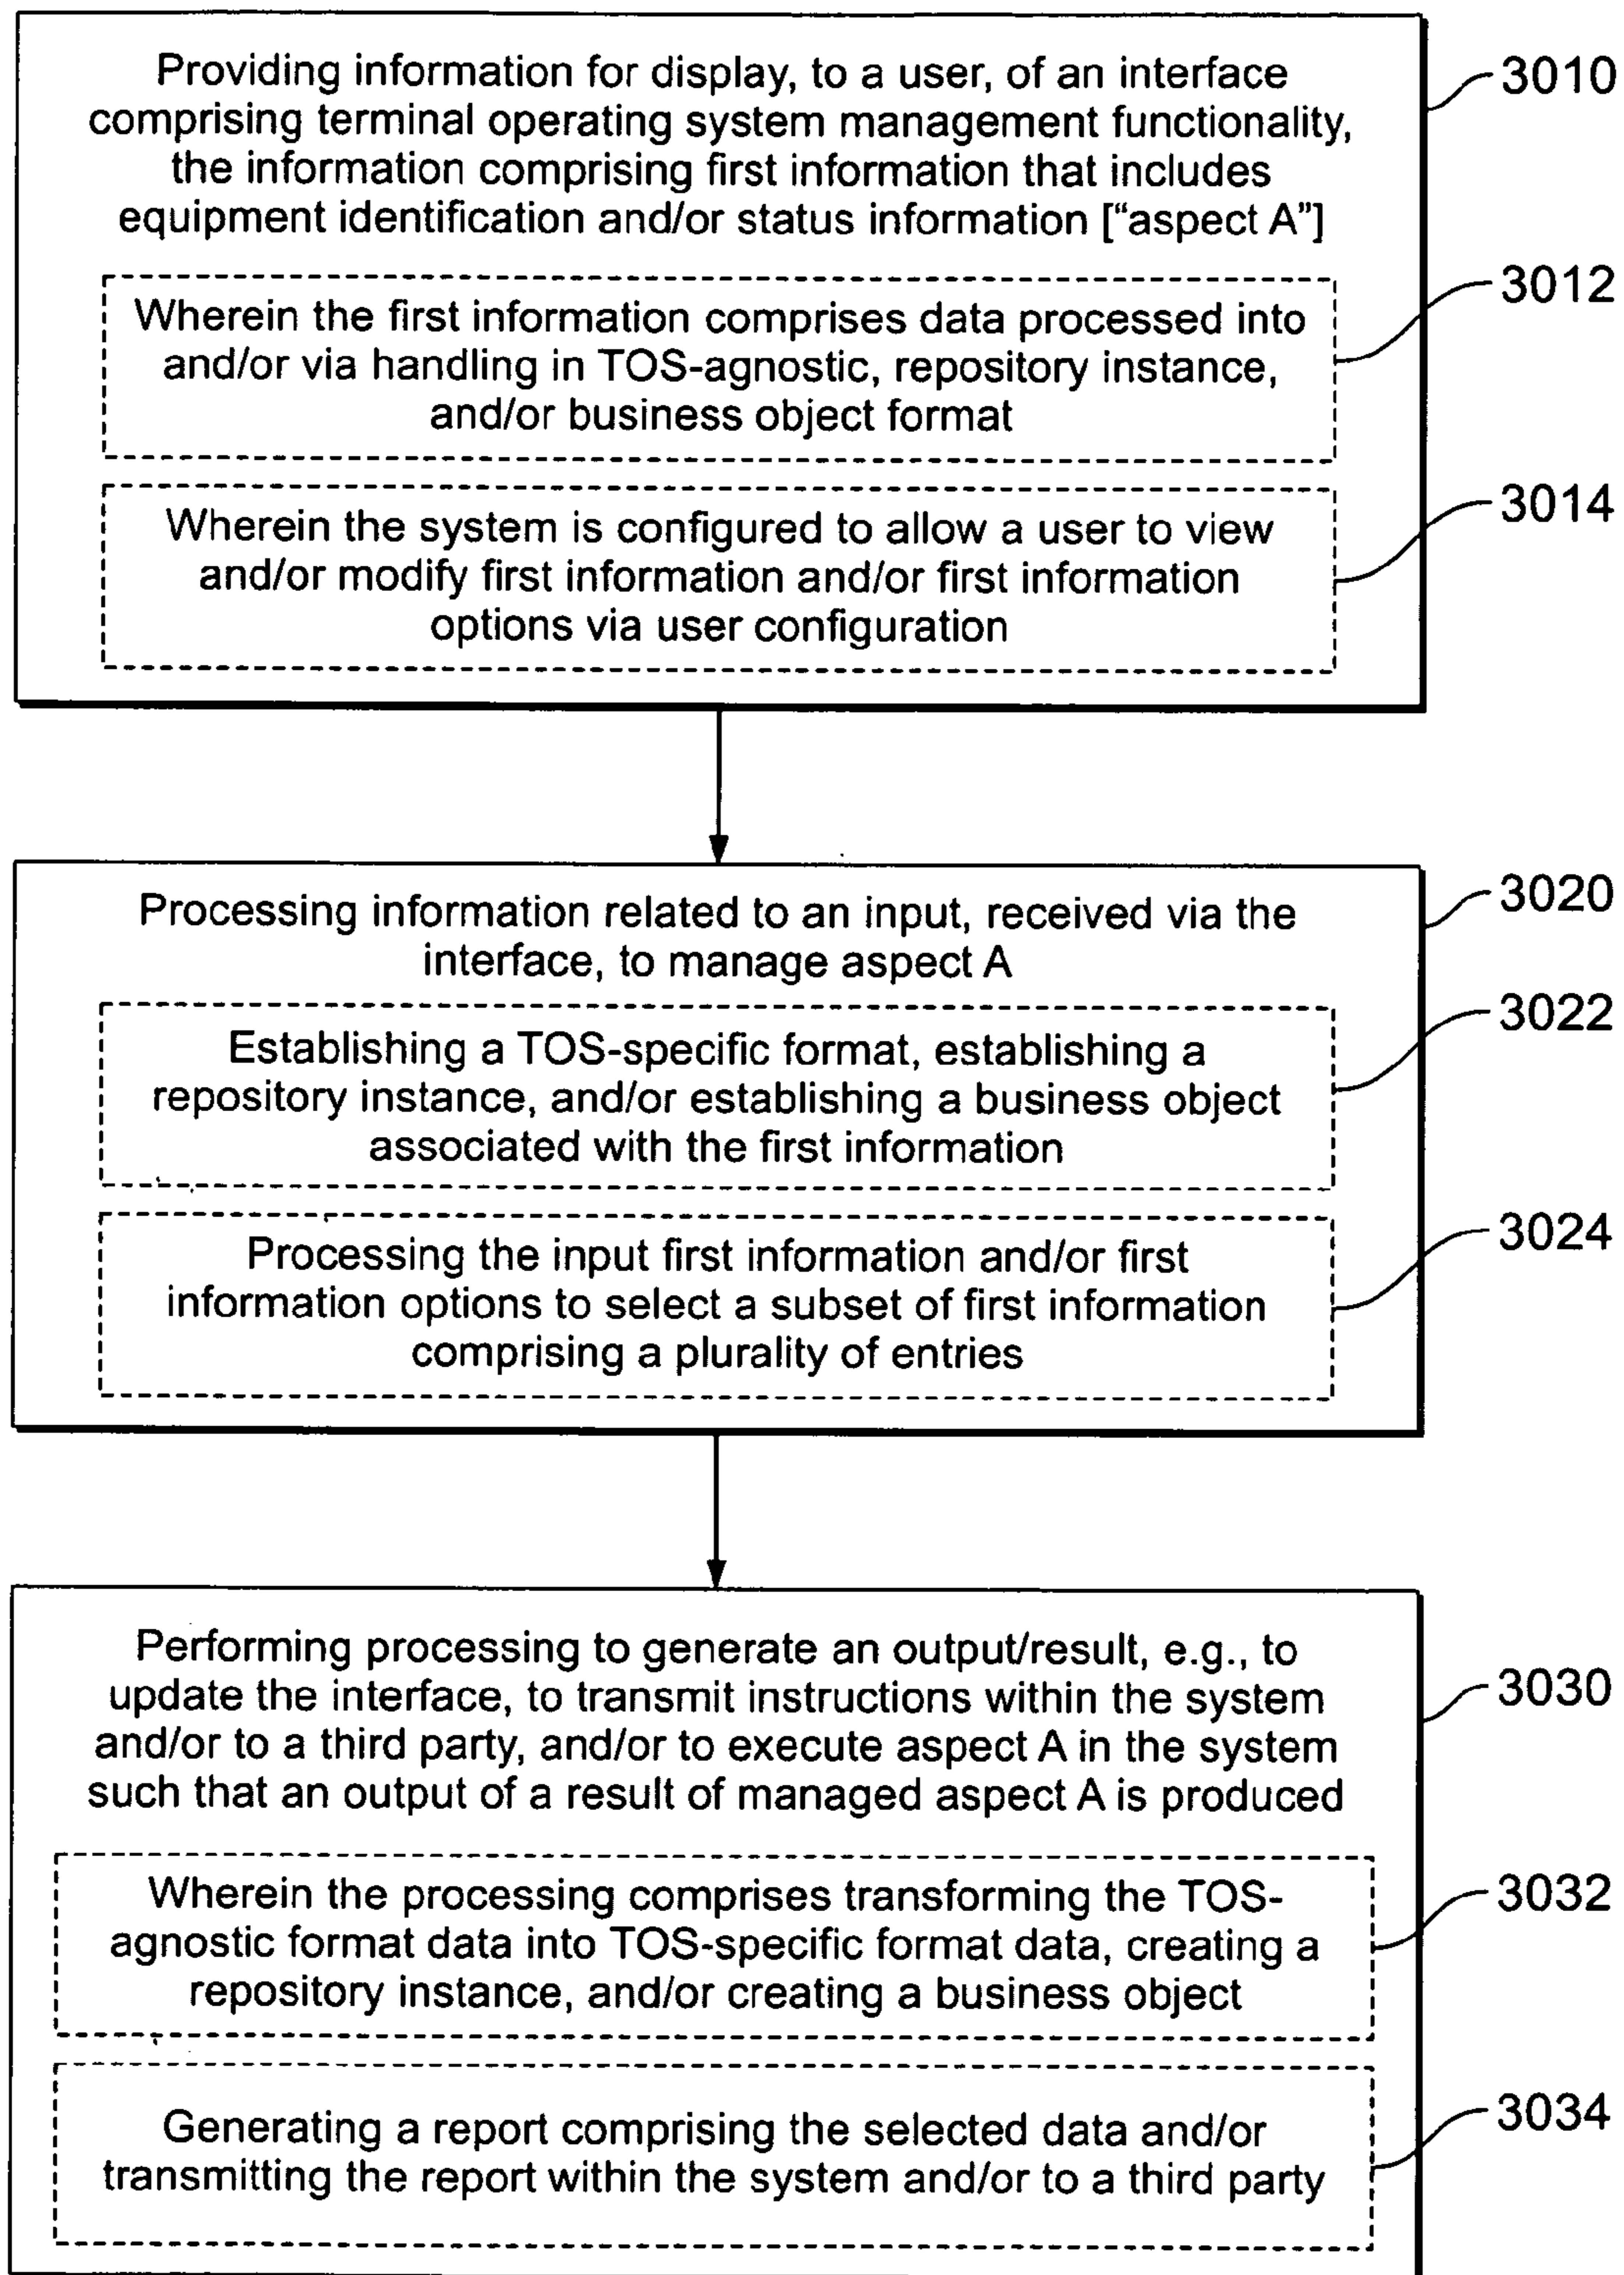 Providing information for display, to a user, of an interface
comprising terminal operating system management functionality,
the information comprising first information that includes
equipment identification and/or status information [“aspect A”]
3010
Wherein the first information comprises data processed into
and/or via handling in TOS-agnostic, repository instance,
and/or business object format
3012
Wherein the system is configured to allow a user to view
and/or modify first information and/or first information
options via user configuration
3014
Processing information related to an input, received via the
interface, to manage aspect A
3020
Establishing a TOS-specific format, establishing a
repository instance, and/or establishing a business object
associated with the first information
3022
Processing the input first information and/or first
information options to select a subset of first information
comprising a plurality of entries
3024
Performing processing to generate an output/result, e.g., to
update the interface, to transmit instructions within the system
and/or to a third party, and/or to execute aspect A in the system
such that an output of a result of managed aspect A is produced
3030
Wherein the processing comprises transforming the TOS-
agnostic format data into TOS-specific format data, creating a
repository instance, and/or creating a business object
3032
Generating a report comprising the selected data and/or
transmitting the report within the system and/or to a third party
3034